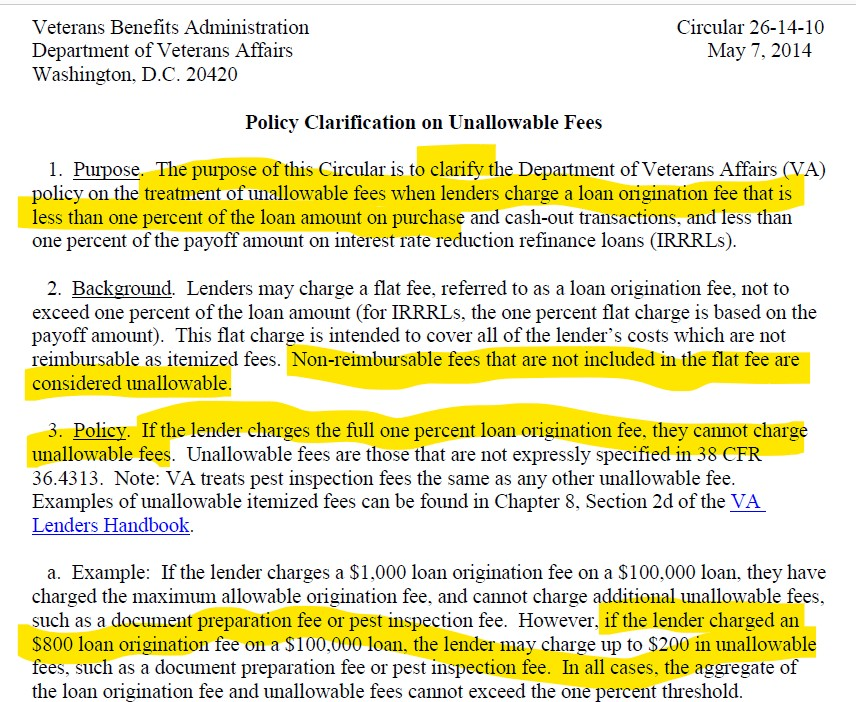 Veterans Benefits Administration Circular 26-14-10
Department of Veterans Affairs May 7, 2014
Washington, D.C. 20420
Policy Clarification on Unallowable Fees
1. Purpose. The purpose of this Circular is to clarify the Department of Veterans Affairs (VA)
policy on the treatment of unallowable fees when lenders charge a loan origination fee that is
less than one percent of the loan amount on purchase and cash-out transactions, and less than
one percent of the payoff amount on interest rate reduction refinance loans (IRRRLs).
2. Background. Lenders may charge a flat fee, referred to as a loan origination fee, not to
exceed one percent of the loan amount (for IRRRLs, the one percent flat charge is based on the
payoff amount). This flat charge is intended to cover all of the lender’s costs which are not
reimbursable as itemized fees. Non-reimbursable fees that are not included in the flat fee are
considered unallowable.
3. Policy. If the lender charges the full one percent loan origination fee, they cannot charge
unallowable fees. Unallowable fees are those that are not expressly specified in 38 CFR
36.4313. Note: VA treats pest inspection fees the same as any other unallowable fee.
Examples of unallowable itemized fees can be found in Chapter 8, Section 2d of the VA
Lenders Handbook.
a. Example: If the lender charges a $1,000 loan origination fee on a $100,000 loan, they have
charged the maximum allowable origination fee, and cannot charge additional unallowable fees,
such as a document preparation fee or pest inspection fee. However, if the lender charged an
$800 loan origination fee on a $100,000 loan, the lender may charge up to $200 in unallowable
fees, such as a document preparation fee or pest inspection fee. In all cases, the aggregate of
the loan origination fee and unallowable fees cannot exceed the one percent threshold.